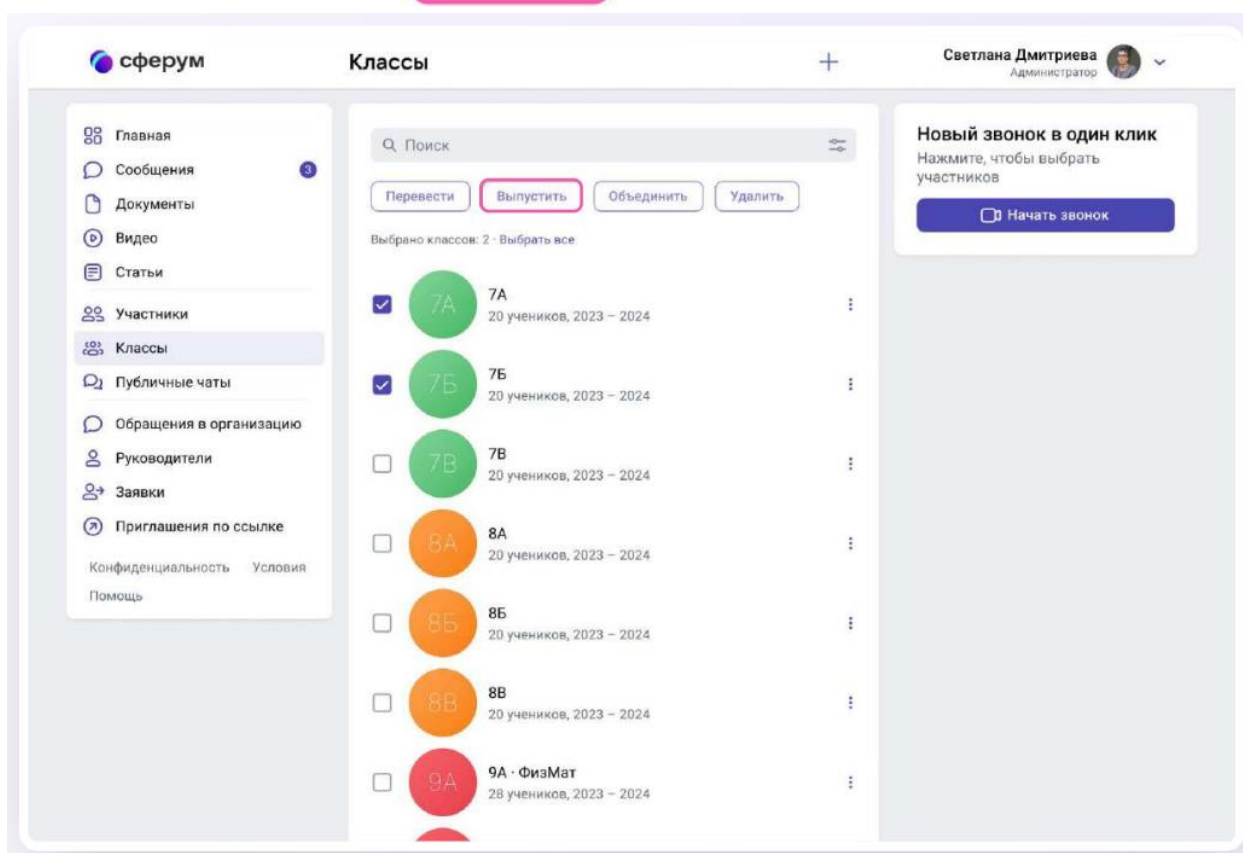 сферум
Классы
Светлана Дмитриева
Администратор
Главная
Сообщения 3
Документы
Видео
Статьи
Участники
Классы
Публичные чаты
Обращения в организацию
Руководители
Заявки
Приглашения по ссылке
Конфиденциальность Условия
Помощь
Поиск
Перевести Выпустить Объединить Удалить
Выбрано классов: 2 · Выбрать все
7А
7А
20 учеников, 2023 – 2024
7Б
7Б
20 учеников, 2023 – 2024
7В
7В
20 учеников, 2023 – 2024
8А
8А
20 учеников, 2023 – 2024
8Б
8Б
20 учеников, 2023 – 2024
8В
8В
20 учеников, 2023 – 2024
9А
9А · ФизМат
28 учеников, 2023 – 2024
Новый звонок в один клик
Нажмите, чтобы выбрать
участников
Начать звонок